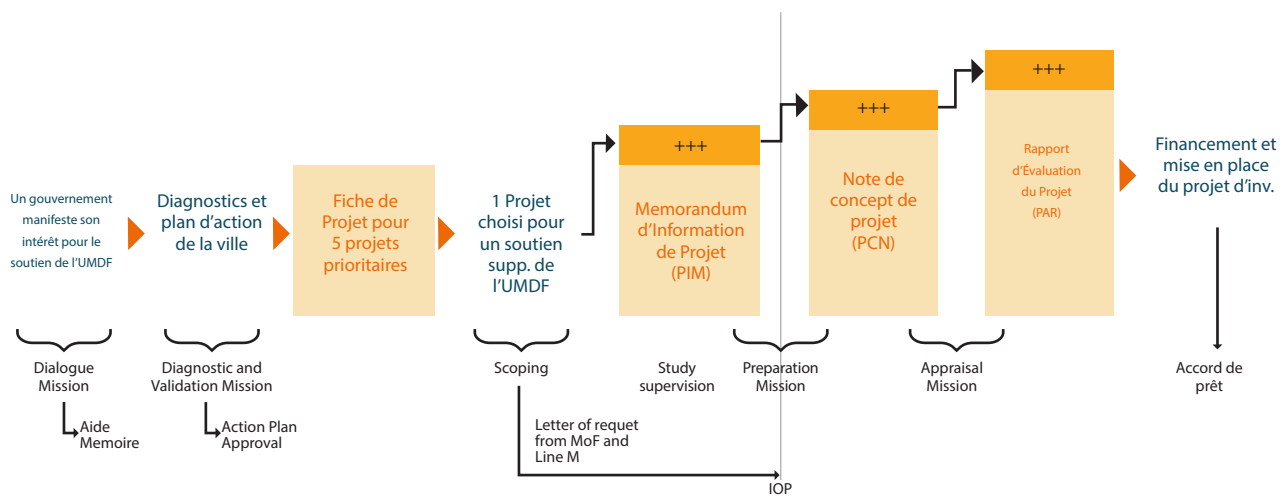 Un gouvernement
manifeste son
intérêt pour le
soutien de l'UMDF
Diagnostics et
plan d'action
de la ville
Fiche de
Projet pour
5 projets
prioritaires
1 Projet
choisi pour
un soutien
supp. de
l'UMDF
+++
Memorandum
d'Information
de Projet
(PIM)
+++
Note de
concept de
projet
(PCN)
+++
Rapport
d'Évaluation
du Projet
(PAR)
Financement et
mise en place
du projet d'inv.
Dialogue
Mission
Diagnostic and
Validation Mission
Scoping
Study
supervision
Preparation
Mission
Appraisal
Mission
Accord de
prêt
Aide
Memoire
Action Plan
Approval
Letter of requet
from MoF and
Line M
IOP